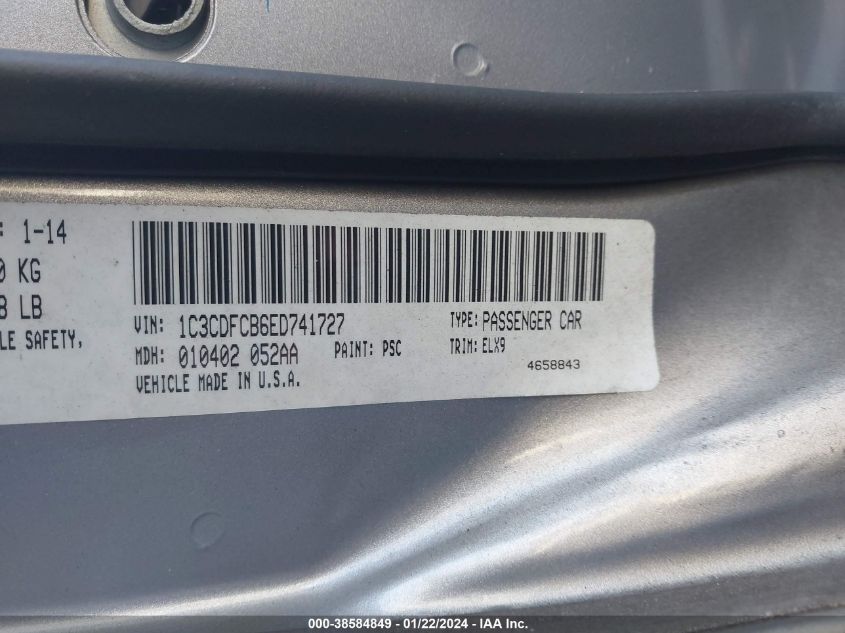 : 1-14
0 KG
8 LB
LE SAFETY,
VIN: 1C3CDFCB6ED741727 TYPE: PASSENGER CAR
MDH: 010402 052AA PAINT: PSC TRIM: ELX9
VEHICLE MADE IN U.S.A. 4658843
000-38584849 - 01/22/2024 - IAA Inc.